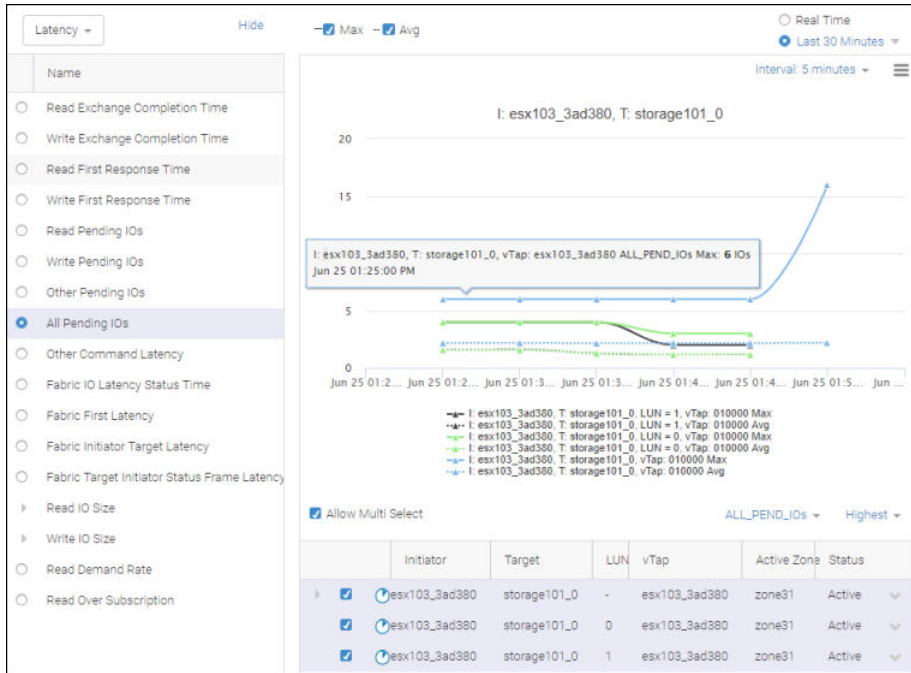 Latency
Hide
Max
Avg
Real Time
Last 30 Minutes
Name
Read Exchange Completion Time
Write Exchange Completion Time
Read First Response Time
Write First Response Time
Read Pending IOs
Write Pending IOs
Other Pending IOs
All Pending IOs
Other Command Latency
Fabric IO Latency Status Time
Fabric First Latency
Fabric Initiator Target Latency
Fabric Target Initiator Status Frame Latency
Read IO Size
Write IO Size
Read Demand Rate
Read Over Subscription
Interval: 5 minutes
I: esx103_3ad380, T: storage101_0
20
15
I: esx103_3ad380, T: storage101_0, vTap: esx103_3ad380 ALL_PEND_IOs Max: 6 IOs
Jun 25 01:25:00 PM
5
0
Jun 25 01:2... Jun 25 01:2... Jun 25 01:3... Jun 25 01:3... Jun 25 01:4... Jun 25 01:4... Jun 25 01:5... Jun ...
I: esx103_3ad380, T: storage101_0, LUN = 1, vTap: 010000 Max
I: esx103_3ad380, T: storage101_0, LUN = 1, vTap: 010000 Avg
I: esx103_3ad380, T: storage101_0, LUN = 0, vTap: 010000 Max
I: esx103_3ad380, T: storage101_0, LUN = 0, vTap: 010000 Avg
I: esx103_3ad380, T: storage101_0, vTap: 010000 Max
I: esx103_3ad380, T: storage101_0, vTap: 010000 Avg
Allow Multi Select
ALL_PEND_IOs
Highest
Initiator Target LUN vTap Active Zone Status
esx103_3ad380 storage101_0 - esx103_3ad380 zone31 Active
esx103_3ad380 storage101_0 0 esx103_3ad380 zone31 Active
esx103_3ad380 storage101_0 1 esx103_3ad380 zone31 Active